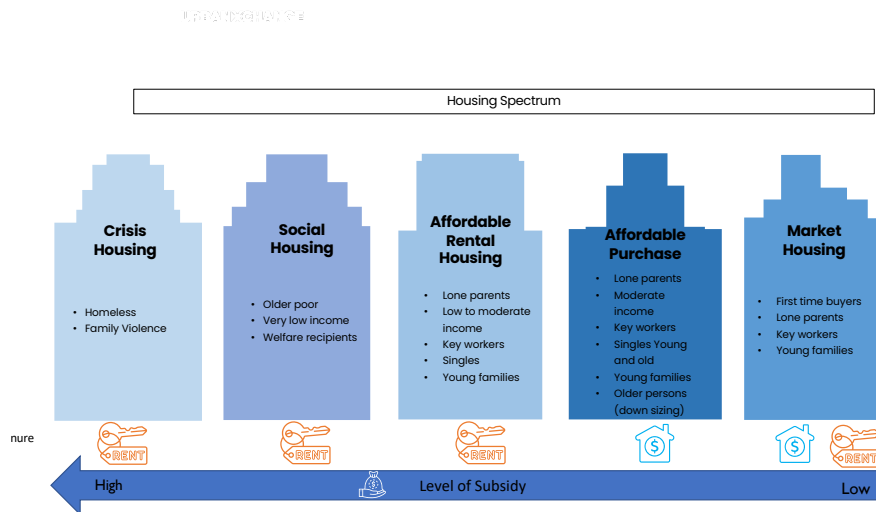 Housing Spectrum
Crisis
Housing
• Homeless
• Family Violence
Social
Housing
• Older poor
• Very low income
• Welfare recipients
Affordable
Rental
Housing
• Lone parents
• Low to moderate
income
• Key workers
• Singles
• Young families
Affordable
Purchase
• Lone parents
• Moderate
income
• Key workers
• Singles Young
and old
• Young families
• Older persons
(down sizing)
Market
Housing
• First time buyers
• Lone parents
• Key workers
• Young families
nure
RENT
RENT
RENT
$
$
RENT
High
Level of Subsidy
Low